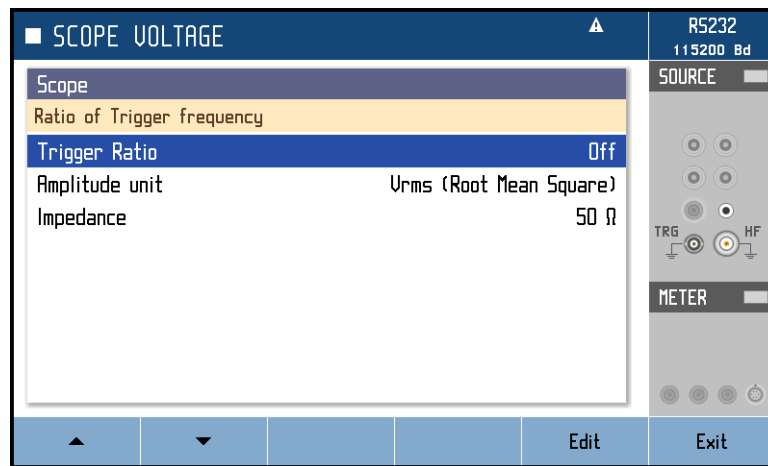 SCOPE VOLTAGE
RS232
115200 Bd
Scope
Ratio of Trigger frequency
Trigger Ratio Off
Amplitude unit Vrms (Root Mean Square)
Impedance 50 Ω
SOURCE
TRG HF
METER
Edit Exit